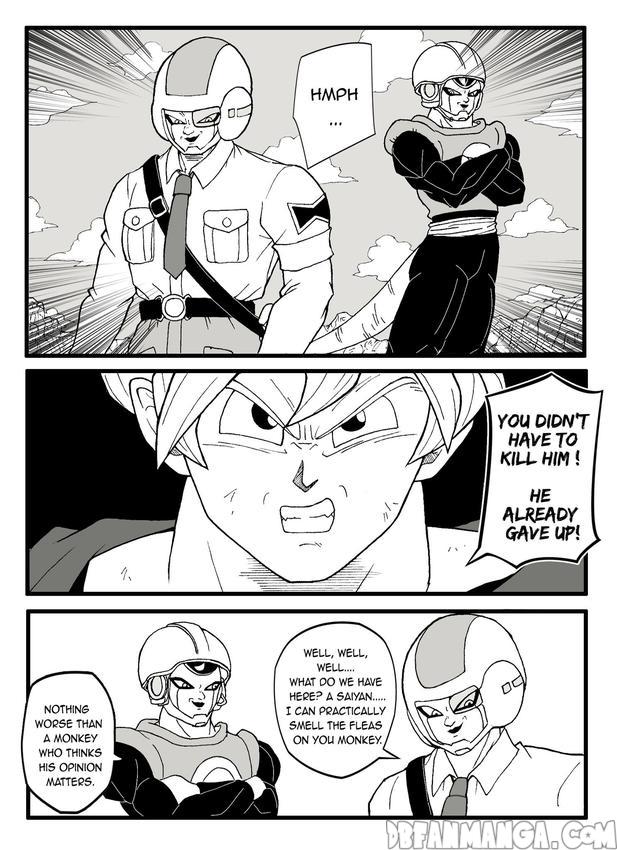 HMPH
...
YOU DIDN'T
HAVE TO
KILL HIM !
HE
ALREADY
GAVE UP!
WELL, WELL,
WELL....
WHAT DO WE HAVE
HERE? A SAIYAN.....
I CAN PRACTICALLY
SMELL THE FLEAS
ON YOU MONKEY.
NOTHING
WORSE THAN
A MONKEY
WHO THINKS
HIS OPINION
MATTERS.
DBFANMANGA.COM